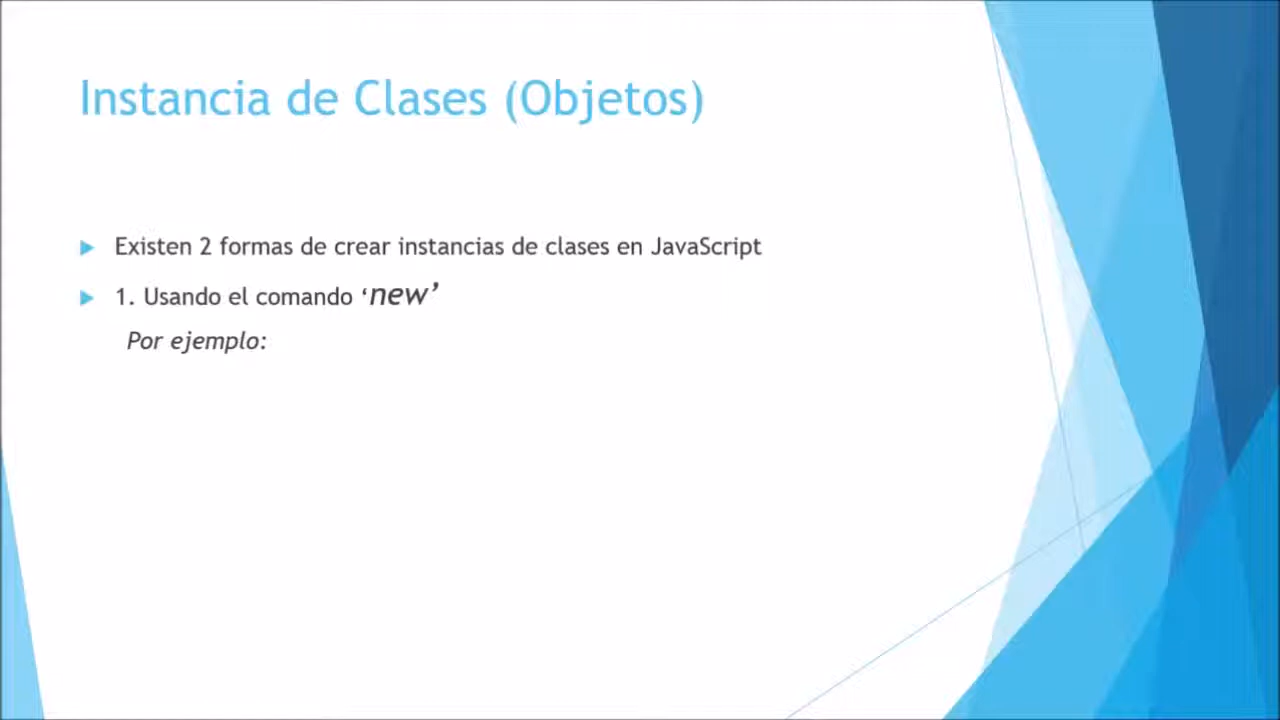 Instancia de Clases (Objetos)
Existen 2 formas de crear instancias de clases en JavaScript
1. Usando el comando ‘new’
Por ejemplo: